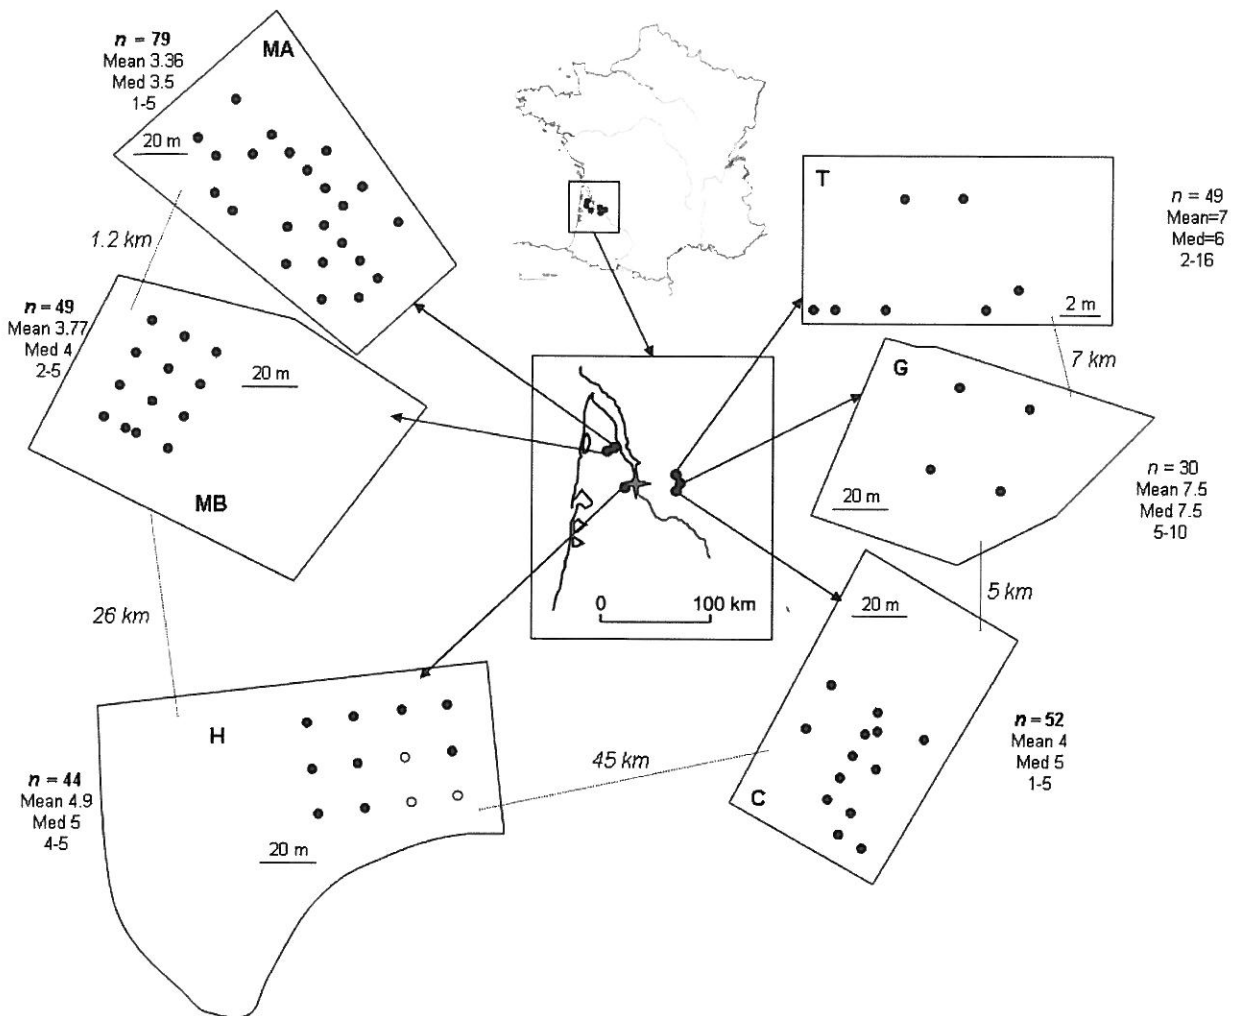 n = 79
Mean 3.36
Med 3.5
1-5
MA
20 m
1.2 km
n = 49
Mean 3.77
Med 4
2-5
20 m
MB
26 km
H
n = 44
Mean 4.9
Med 5
4-5
20 m
45 km
0 100 km
T
2 m
n = 49
Mean=7
Med=6
2-16
7 km
G
20 m
n = 30
Mean 7.5
Med 7.5
5-10
5 km
20 m
C
n = 52
Mean 4
Med 5
1-5